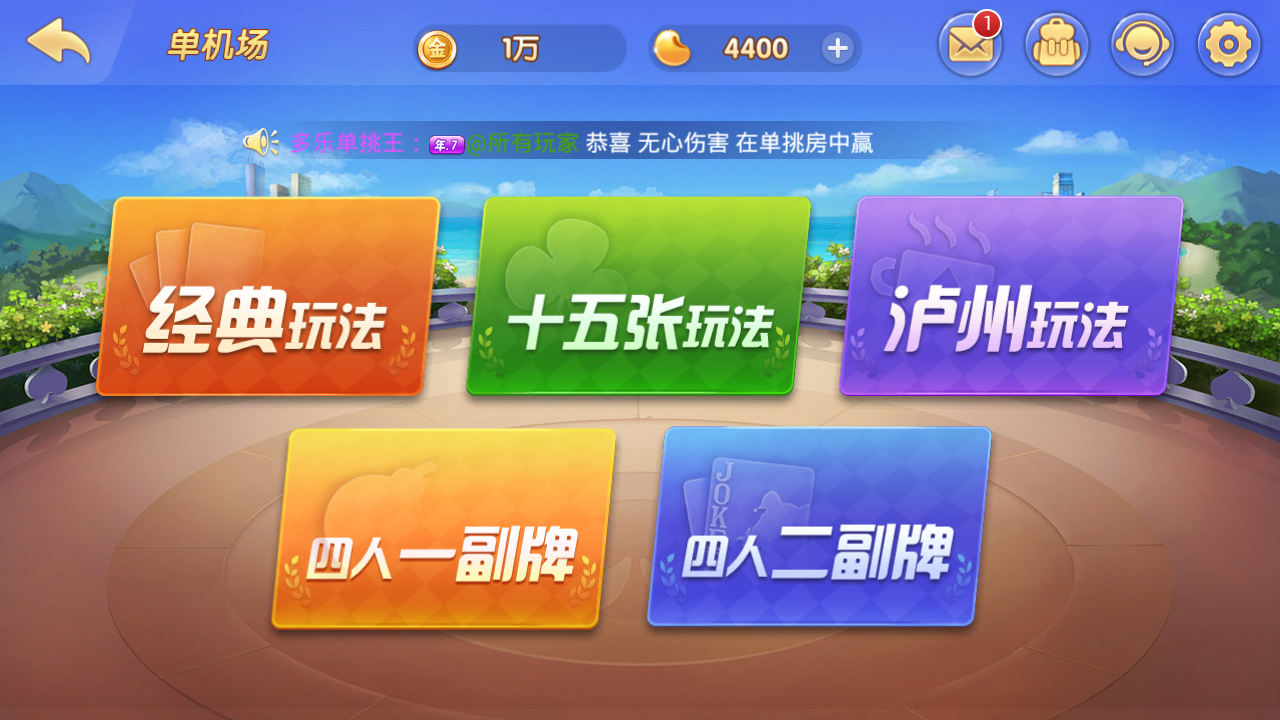 单机场
金
1万
4400
1
多乐单挑王：年.7@所有玩家 恭喜 无心伤害 在单挑房中赢
经典玩法
十五张玩法
泸州玩法
四人一副牌
JOKER
四人二副牌